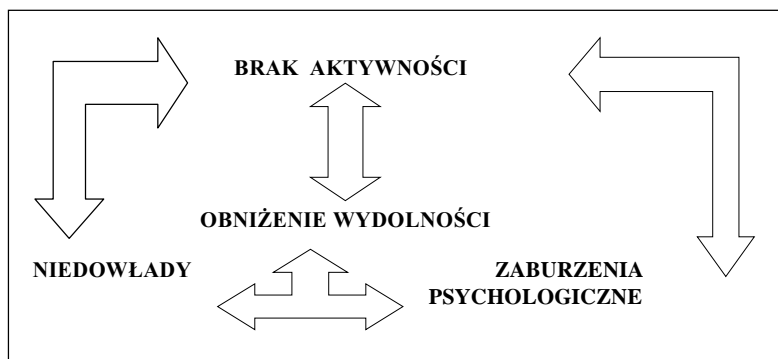 BRAK AKTYWNOŚCI
OBNIŻENIE WYDOLNOŚCI
NIEDOWŁADY
ZABURZENIA
PSYCHOLOGICZNE